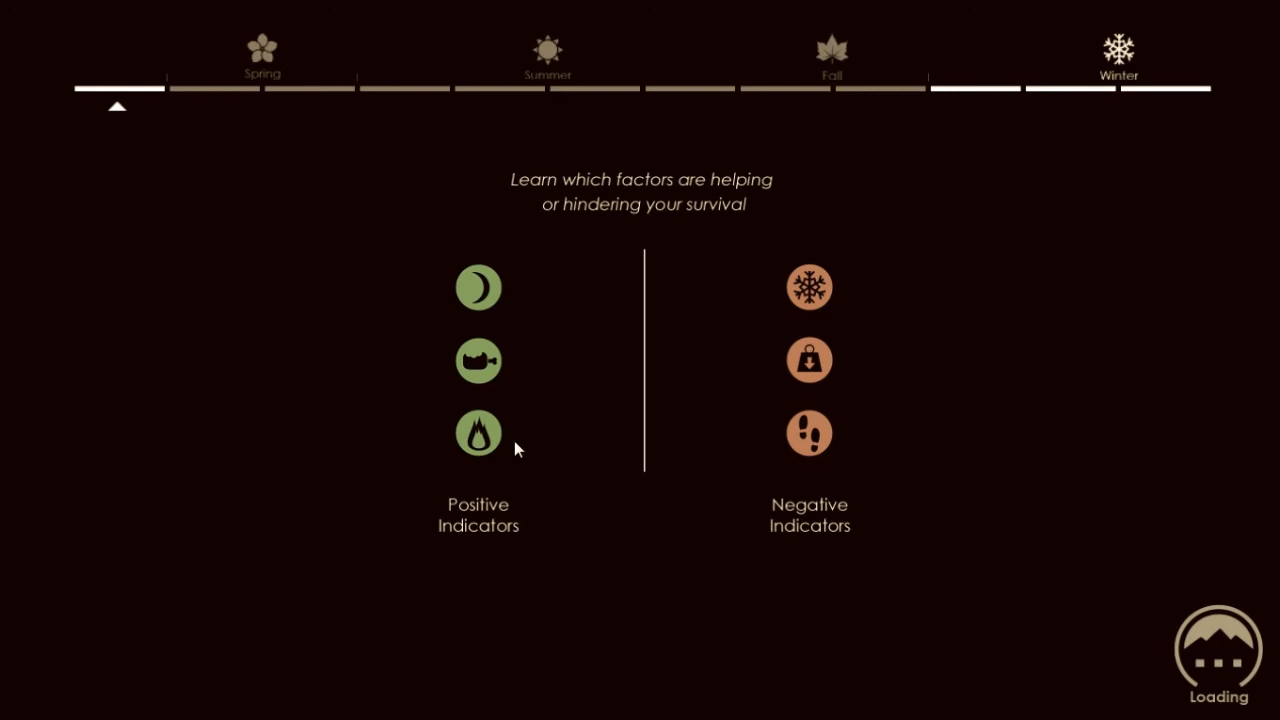 Spring
Summer
Fall
Winter
Learn which factors are helping
or hindering your survival
Positive
Indicators
Negative
Indicators
Loading